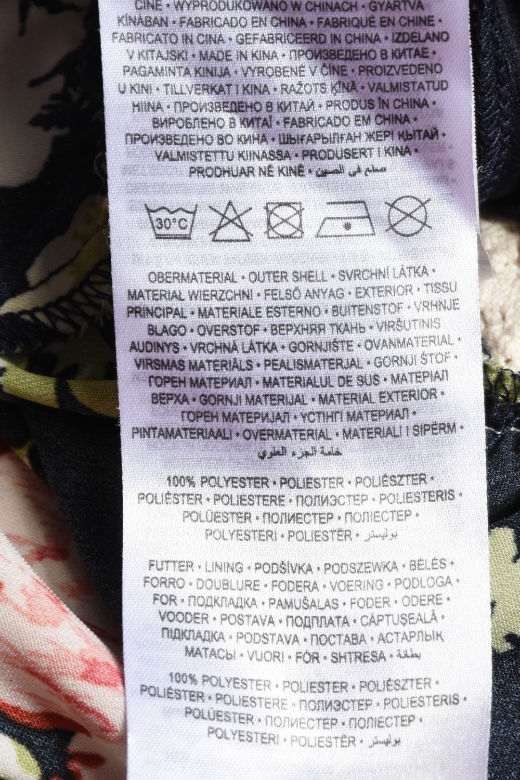 ČÍNĚ • WYPRODUKOWANO W CHINACH • GYÁRTVA
KÍNÁBAN • FABRICADO EN CHINA • FABRIQUÉ EN CHINE •
FABRICATO IN CINA • GEFABRICEERD IN CHINA • IZDELANO
V KITAJSKI • MADE IN KINA • ПРОИЗВЕДЕНО В КИТАЕ •
PAGAMINTA KINIJA • VYROBENÉ V ČÍNE • PROIZVEDENO
U KINI • TILLVERKAT I KINA • RAŽOTS ĶĪNĀ • VALMISTATUD
HIINA • ПРОИЗВЕДЕНО В КИТАЙ • PRODUS ÎN CHINA •
ВИРОБЛЕНО В КИТАЇ • FABRICADO EM CHINA •
ПРОИЗВЕДЕНО ВО КИНА • ШЫҒАРЫЛҒАН ЖЕРІ ҚЫТАЙ •
VALMISTETTU KIINASSA • PRODUSERT I KINA •
PRODHUAR NË KINË • صنع في الصين
30°C
OBERMATERIAL • OUTER SHELL • SVRCHNÍ LÁTKA •
MATERIAŁ WIERZCHNI • FELSŐ ANYAG • EXTERIOR • TISSU
PRINCIPAL • MATERIALE ESTERNO • BUITENSTOF • VRHNJE
BLAGO • OVERSTOF • ВЕРХНЯЯ ТКАНЬ • VIRŠUTINIS
AUDINYS • VRCHNÁ LÁTKA • GORNJIŠTE • OVANMATERIAL •
VIRSMAS MATERIĀLS • PEALISMATERJAL • GORNJI ŠTOF •
ГОРЕН МАТЕРИАЛ • MATERIALUL DE SUS • МАТЕРІАЛ
ВЕРХА • GORNJI MATERIJAL • MATERIAL EXTERIOR •
ГОРЕН МАТЕРИЈАЛ • ҮСТІҢГІ МАТЕРИАЛ •
PINTAMATERIAALI • OVERMATERIAL • MATERIALI I SIPËRM •
خامة الجزء العلوي
100% POLYESTER • POLIESTER • POLIÉSZTER •
POLIÉSTER • POLIESTERE • ПОЛИЭСТЕР • POLIESTERIS •
POLÜESTER • ПОЛИЕСТЕР • ПОЛІЕСТЕР •
POLYESTERI • POLIESTËR • بوليستر
FUTTER • LINING • PODŠÍVKA • PODSZEWKA • BÉLÉS •
FORRO • DOUBLURE • FODERA • VOERING • PODLOGA •
FOR • ПОДКЛАДКА • PAMUŠALAS • FODER • ODERE •
VOODER • POSTAVA • ПОДПЛАТА • CĂPTUȘEALĂ •
ПІДКЛАДКА • PODSTAVA • ПОСТАВА • АСТАРЛЫҚ
МАТАСЫ • VUORI • FÔR • SHTRESA • بطانة
100% POLYESTER • POLIESTER • POLIÉSZTER •
POLIÉSTER • POLIESTERE • ПОЛИЭСТЕР • POLIESTERIS •
POLÜESTER • ПОЛИЕСТЕР • ПОЛІЕСТЕР •
POLYESTERI • POLIESTËR • بوليستر